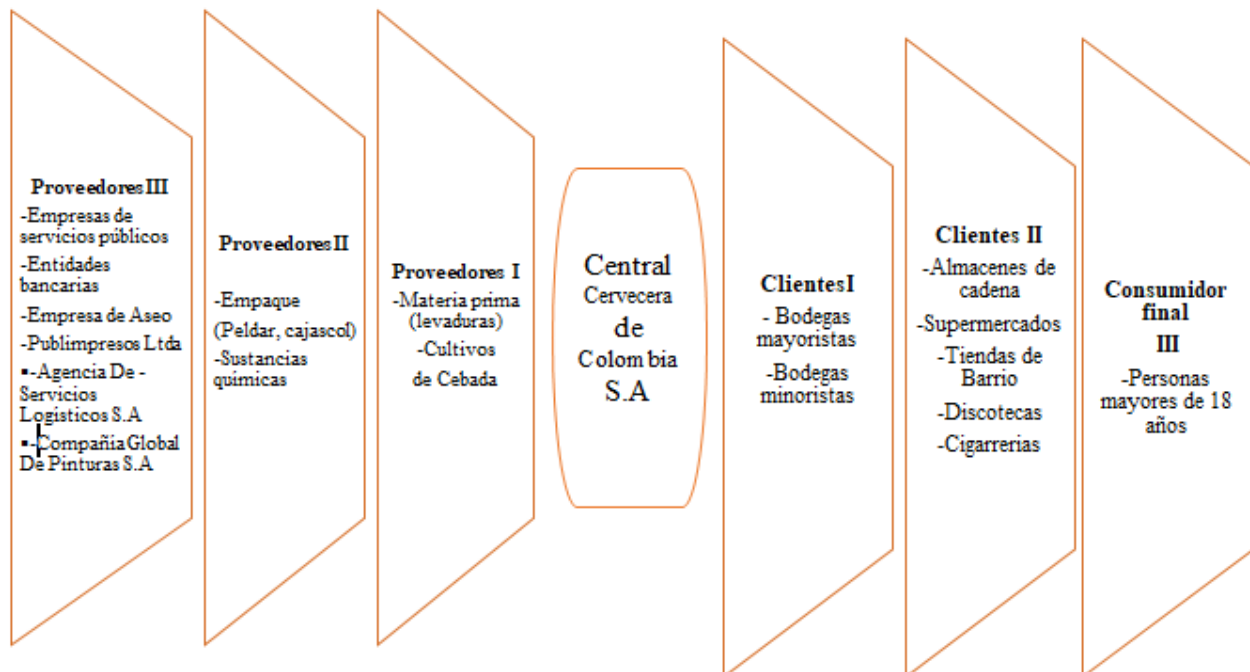 Proveedores III
-Empresas de
servicios públicos
-Entidades
bancarias
-Empresa de Aseo
-Publimpresos Ltda
▪-Agencia De -
Servicios
Logisticos S.A
▪-Compañía Global
De Pinturas S.A
Proveedores II
-Empaque
(Peldar, cajascol)
-Sustancias
quimicas
Proveedores I
-Materia prima
(levaduras)
-Cultivos
de Cebada
Central
Cervecera
de
Colombia
S.A
Clientes I
- Bodegas
mayoristas
-Bodegas
minoristas
Clientes II
-Almacenes de
cadena
-Supermercados
-Tiendas de
Barrio
-Discotecas
-Cigarrerias
Consumidor
final
III
-Personas
mayores de 18
años